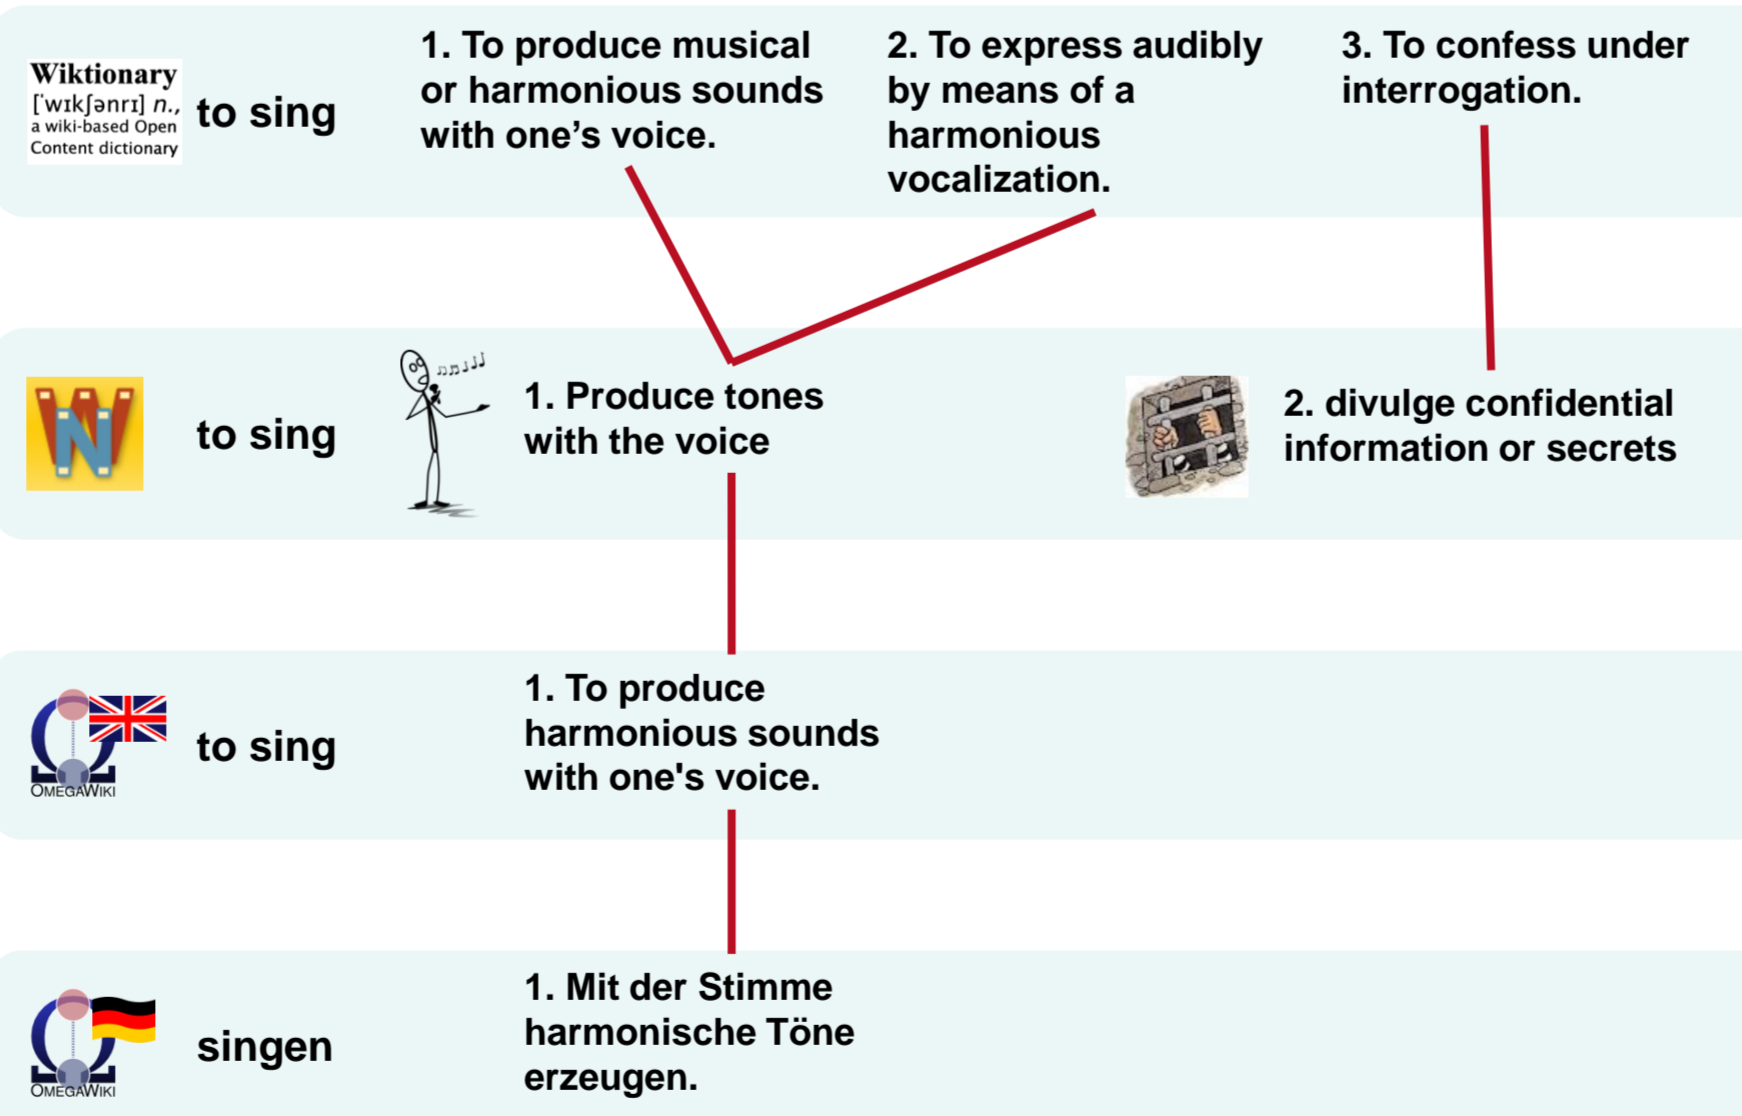 Wiktionary
['wɪkʃənrɪ] n.,
a wiki-based Open
Content dictionary
to sing
1. To produce musical
or harmonious sounds
with one’s voice.
2. To express audibly
by means of a
harmonious
vocalization.
3. To confess under
interrogation.
W
N
to sing
1. Produce tones
with the voice
2. divulge confidential
information or secrets
OMEGAWIKI
to sing
1. To produce
harmonious sounds
with one's voice.
OMEGAWIKI
singen
1. Mit der Stimme
harmonische Töne
erzeugen.